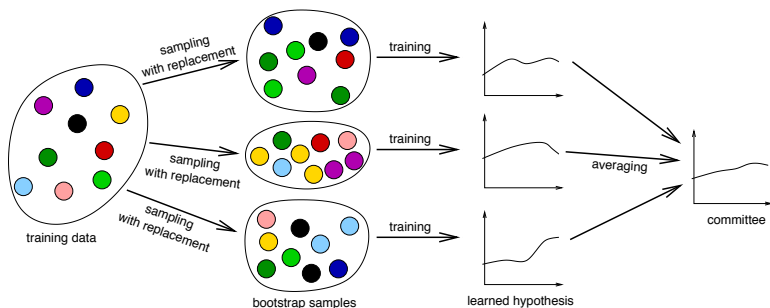 sampling
with replacement
training
sampling
with replacement
training
averaging
sampling
with replacement
training
committee
training data
bootstrap samples
learned hypothesis